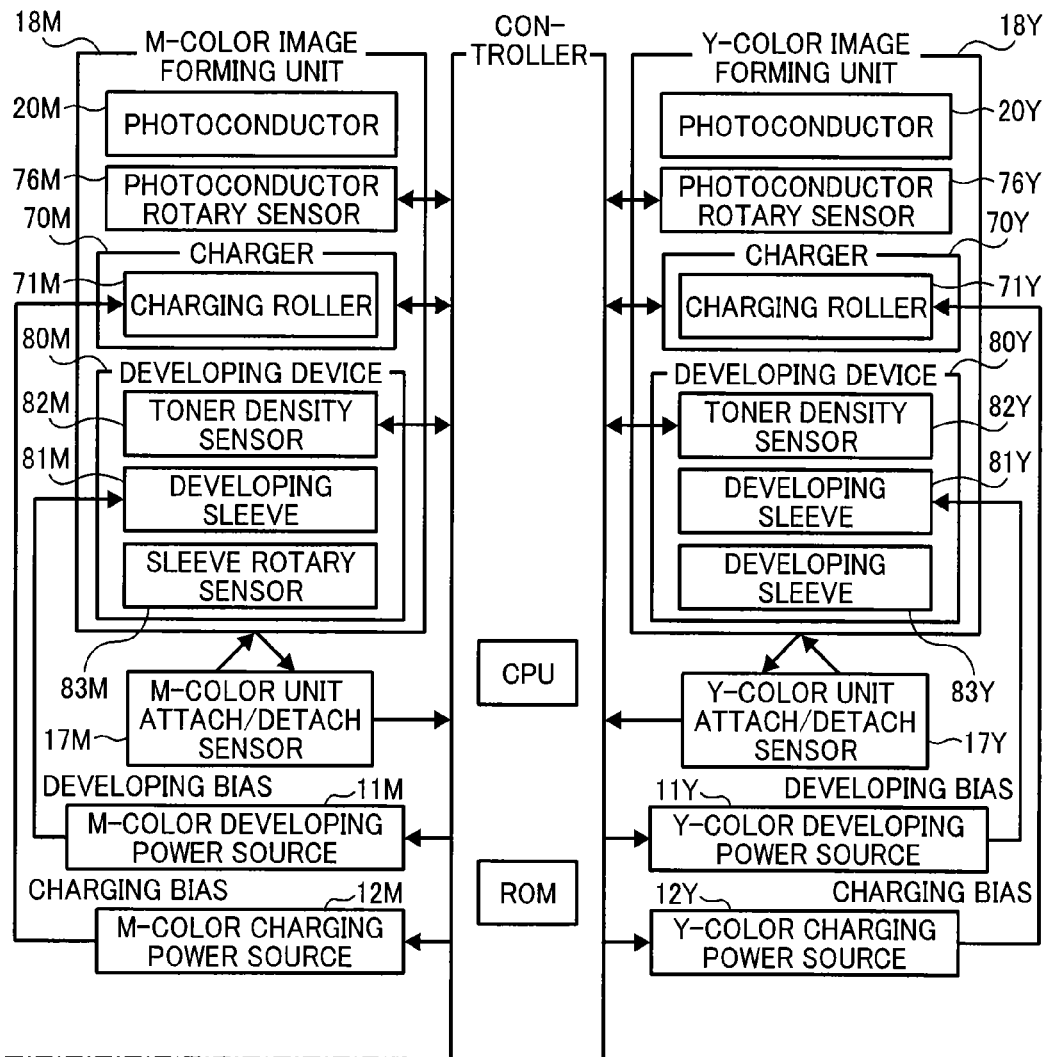 18M
M-COLOR IMAGE
FORMING UNIT
20M
PHOTOCONDUCTOR
76M
PHOTOCONDUCTOR
ROTARY SENSOR
70M
CHARGER
71M
CHARGING ROLLER
80M
DEVELOPING DEVICE
82M
TONER DENSITY
SENSOR
81M
DEVELOPING
SLEEVE
SLEEVE ROTARY
SENSOR
83M
M-COLOR UNIT
ATTACH/DETACH
SENSOR
17M
DEVELOPING BIAS
11M
M-COLOR DEVELOPING
POWER SOURCE
CHARGING BIAS
12M
M-COLOR CHARGING
POWER SOURCE
CON-
TROLLER
CPU
ROM
18Y
Y-COLOR IMAGE
FORMING UNIT
20Y
PHOTOCONDUCTOR
76Y
PHOTOCONDUCTOR
ROTARY SENSOR
70Y
CHARGER
71Y
CHARGING ROLLER
80Y
DEVELOPING DEVICE
82Y
TONER DENSITY
SENSOR
81Y
DEVELOPING
SLEEVE
DEVELOPING
SLEEVE
83Y
Y-COLOR UNIT
ATTACH/DETACH
SENSOR
17Y
DEVELOPING BIAS
11Y
Y-COLOR DEVELOPING
POWER SOURCE
CHARGING BIAS
12Y
Y-COLOR CHARGING
POWER SOURCE